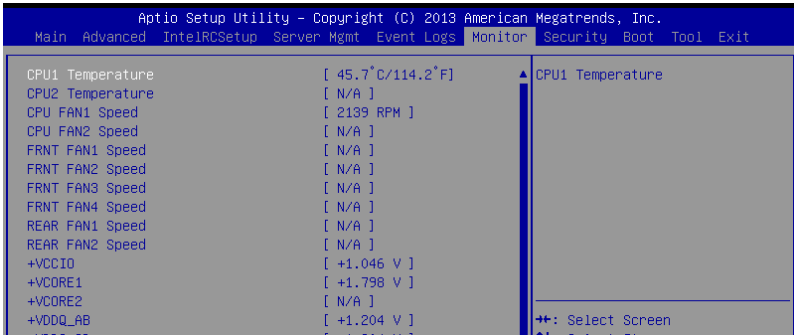 Aptio Setup Utility – Copyright (C) 2013 American Megatrends, Inc.
Main Advanced IntelRCSetup Server Mgmt Event Logs Monitor Security Boot Tool Exit
CPU1 Temperature [ 45.7°C/114.2°F] ▲ CPU1 Temperature
CPU2 Temperature [ N/A ]
CPU FAN1 Speed [ 2139 RPM ]
CPU FAN2 Speed [ N/A ]
FRNT FAN1 Speed [ N/A ]
FRNT FAN2 Speed [ N/A ]
FRNT FAN3 Speed [ N/A ]
FRNT FAN4 Speed [ N/A ]
REAR FAN1 Speed [ N/A ]
REAR FAN2 Speed [ N/A ]
+VCCIO [ +1.046 V ]
+VCORE1 [ +1.798 V ]
+VCORE2 [ N/A ]
+VDDQ_AB [ +1.204 V ] →←: Select Screen